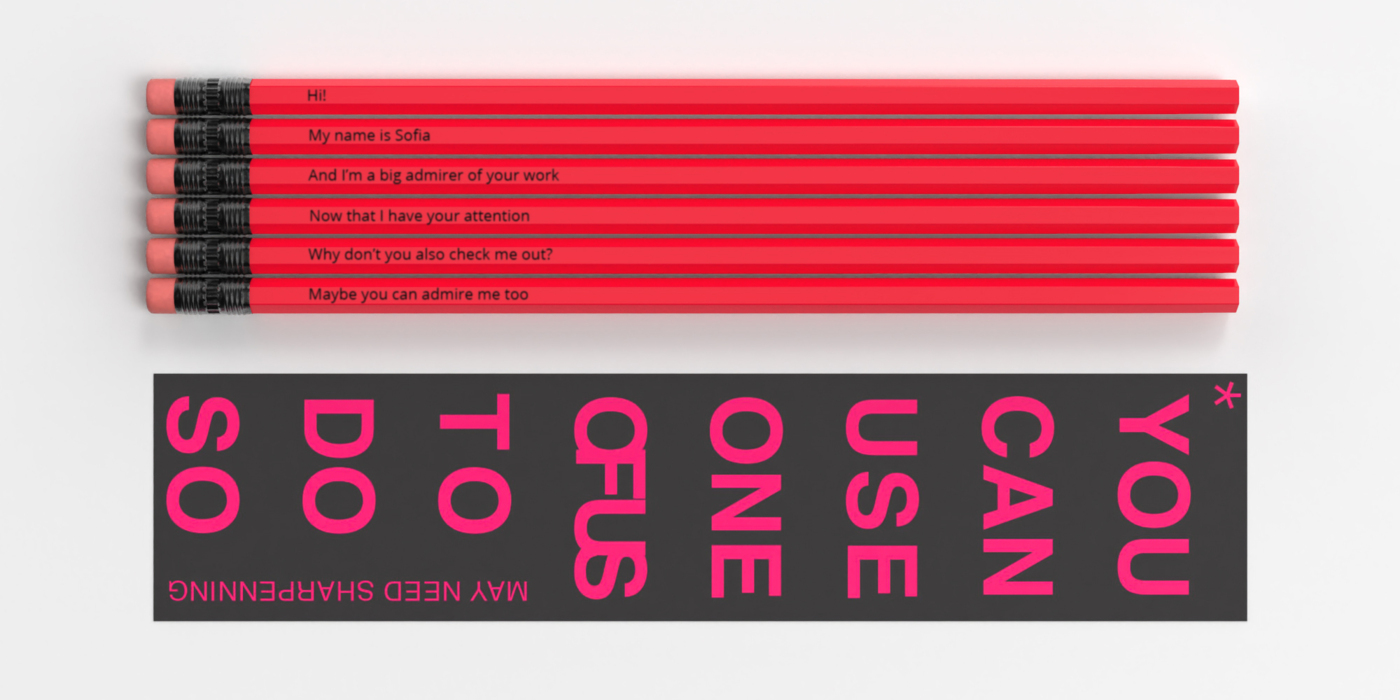 Hi!
My name is Sofia
And I'm a big admirer of your work
Now that I have your attention
Why don't you also check me out?
Maybe you can admire me too
*
YOU
CAN
USE
ONE
OFUS
TO
DO
SO
MAY NEED SHARPENNING